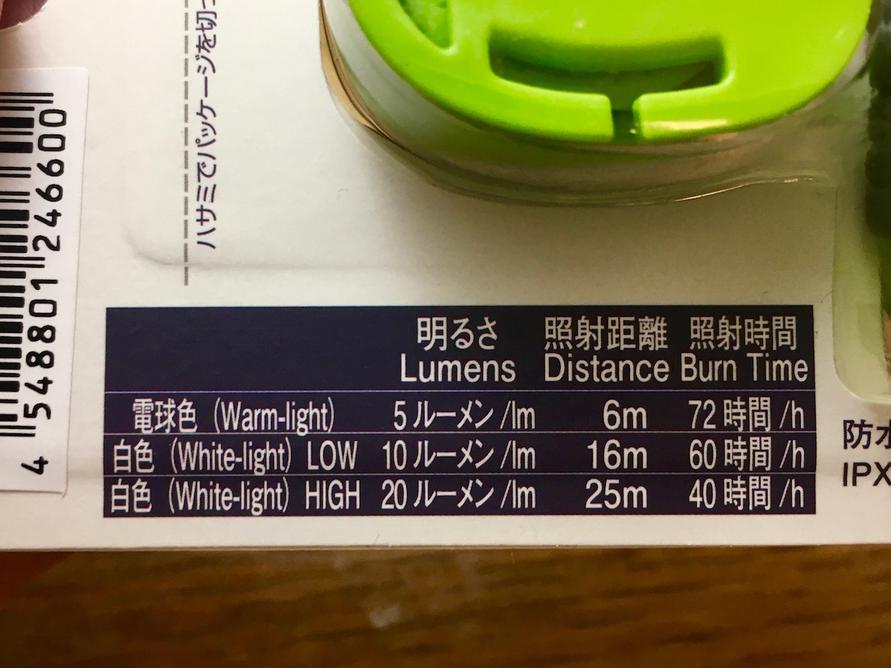 ハサミでパッケージを切
4 548801 246600
明るさ 照射距離 照射時間
Lumens Distance Burn Time
電球色（Warm-light） 5 ルーメン /lm 6m 72 時間 /h
白色（White-light）LOW 10 ルーメン /lm 16m 60 時間 /h
白色（White-light）HIGH 20 ルーメン /lm 25m 40 時間 /h
防水
IPX